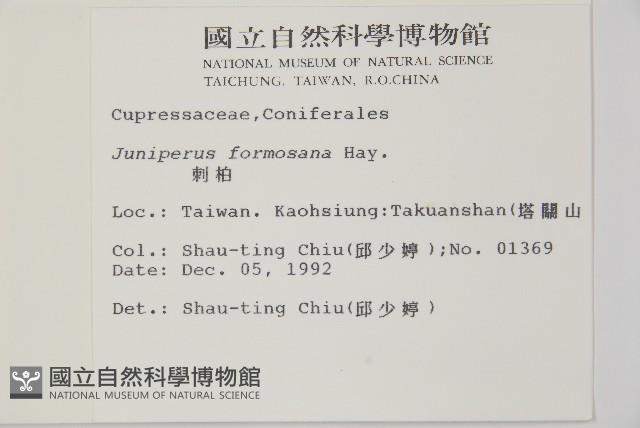 國立自然科學博物館
NATIONAL MUSEUM OF NATURAL SCIENCE
TAICHUNG. TAIWAN, R.O.CHINA
Cupressaceae,Coniferales
Juniperus formosana Hay.
刺柏
Loc.: Taiwan. Kaohsiung:Takuanshan(塔關山
Col.: Shau-ting Chiu(邱少婷);No. 01369
Date: Dec. 05, 1992
Det.: Shau-ting Chiu(邱少婷)
國立自然科學博物館
NATIONAL MUSEUM OF NATURAL SCIENCE